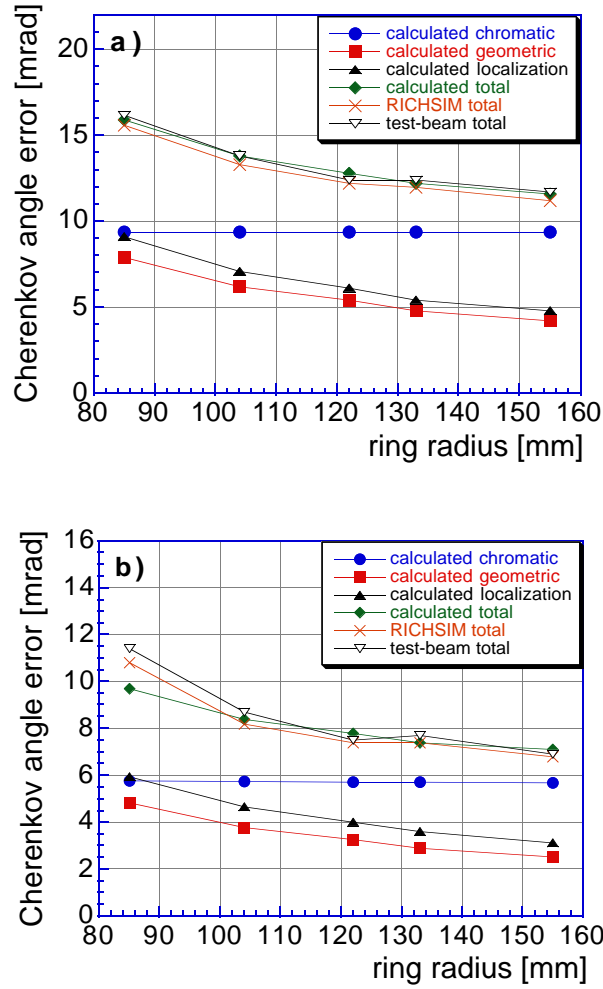 a)
calculated chromatic
calculated geometric
calculated localization
calculated total
RICHSIM total
test-beam total
Cherenkov angle error [mrad]
20
15
10
5
0
80 90 100 110 120 130 140 150 160
ring radius [mm]
b)
calculated chromatic
calculated geometric
calculated localization
calculated total
RICHSIM total
test-beam total
Cherenkov angle error [mrad]
16
14
12
10
8
6
4
2
0
80 90 100 110 120 130 140 150 160
ring radius [mm]